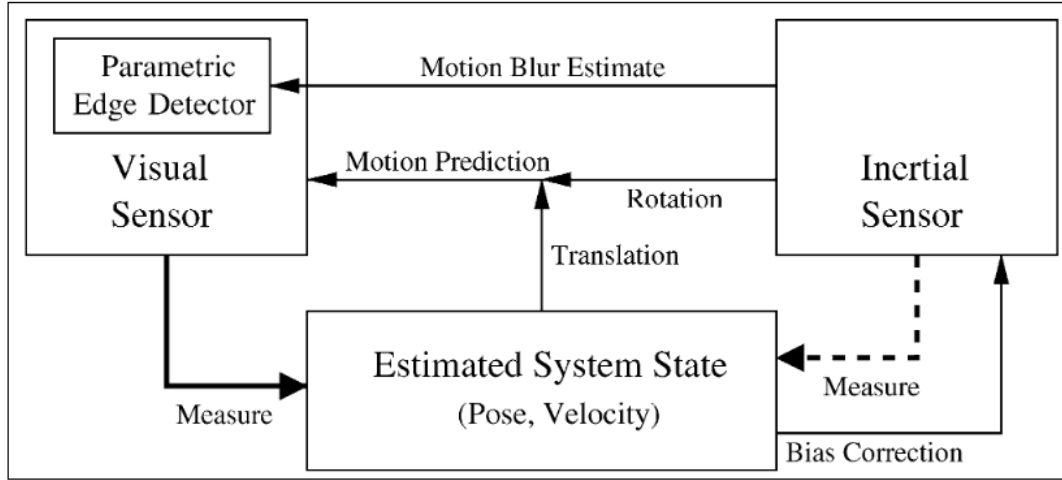 Parametric
Edge Detector
Visual
Sensor
Motion Blur Estimate
Motion Prediction
Rotation
Translation
Inertial
Sensor
Estimated System State
(Pose, Velocity)
Measure
Measure
Bias Correction